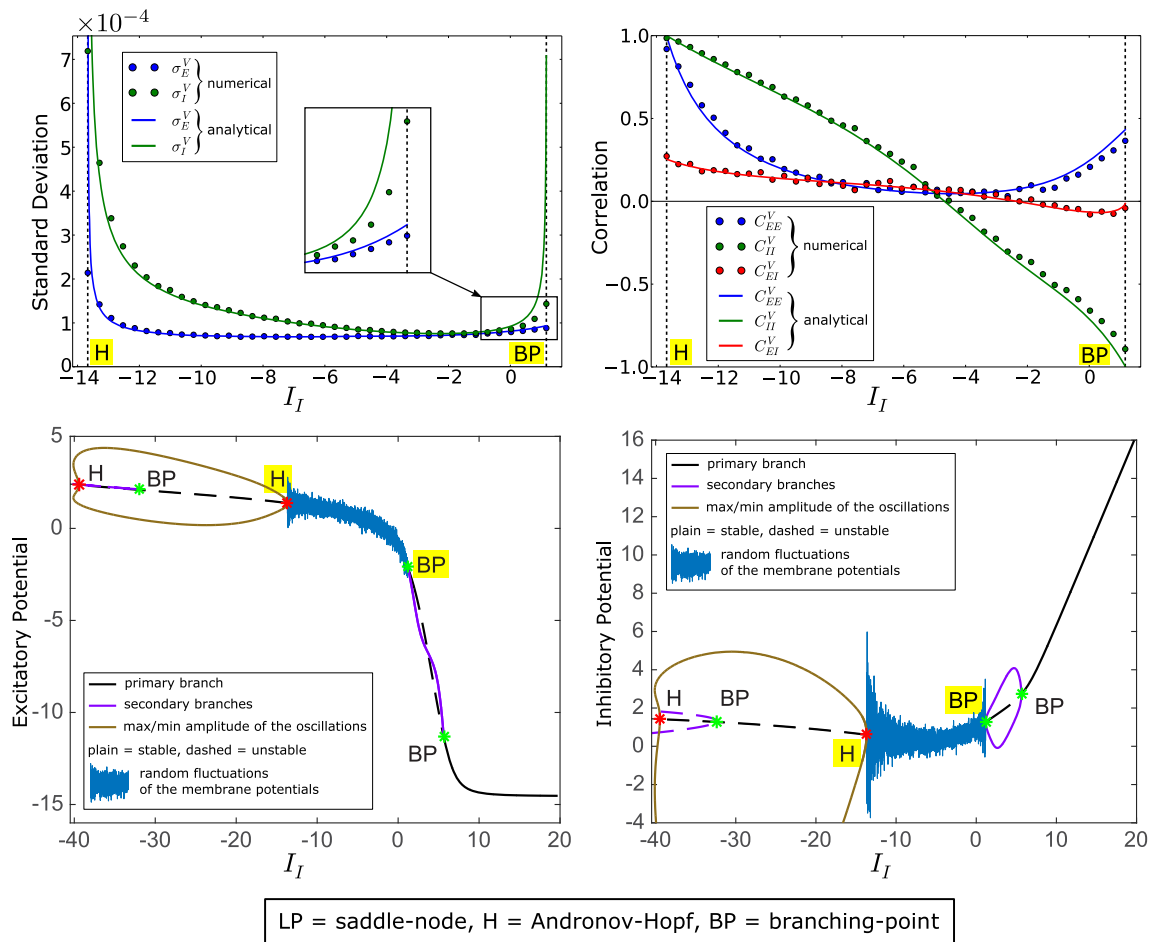 ×10⁻⁴
7
6
5
4
3
2
1
0
Standard Deviation
σ_E^V
σ_I^V
numerical
σ_E^V
σ_I^V
analytical
H
BP
−14 −12 −10 −8 −6 −4 −2 0
I_I
1.0
0.5
0.0
−0.5
−1.0
Correlation
C_EE^V
C_II^V
C_EI^V
numerical
C_EE^V
C_II^V
C_EI^V
analytical
H
BP
−14 −12 −10 −8 −6 −4 −2 0
I_I
5
0
-5
-10
-15
Excitatory Potential
H
BP
H
BP
BP
primary branch
secondary branches
max/min amplitude of the oscillations
plain = stable, dashed = unstable
random fluctuations
of the membrane potentials
-40 -30 -20 -10 0 10 20
I_I
16
14
12
10
8
6
4
2
0
-2
-4
Inhibitory Potential
primary branch
secondary branches
max/min amplitude of the oscillations
plain = stable, dashed = unstable
random fluctuations
of the membrane potentials
H
BP
H
BP
BP
-40 -30 -20 -10 0 10 20
I_I
LP = saddle-node, H = Andronov-Hopf, BP = branching-point